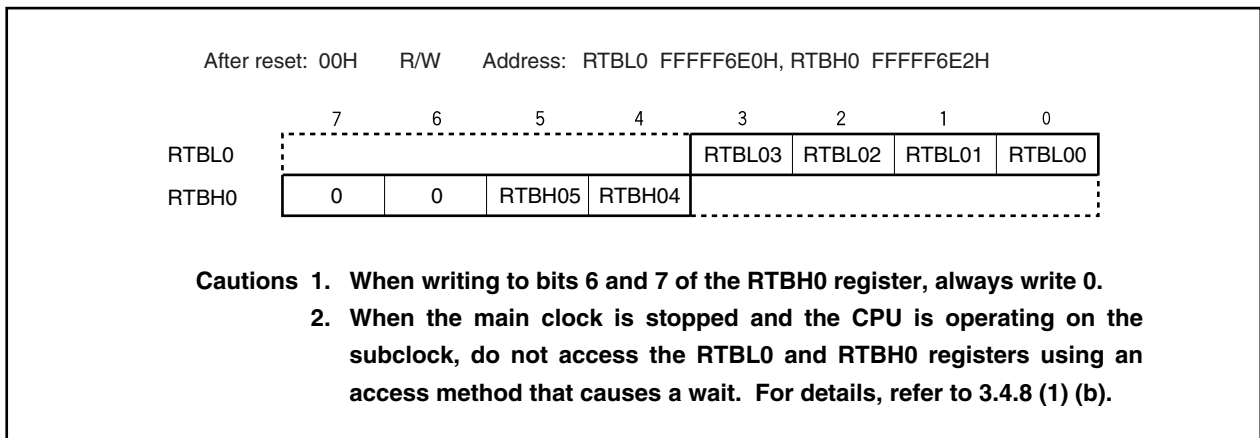 After reset: 00H R/W Address: RTBL0 FFFFF6E0H, RTBH0 FFFFF6E2H
7 6 5 4 3 2 1 0
RTBL0 RTBL03 RTBL02 RTBL01 RTBL00
RTBH0 0 0 RTBH05 RTBH04
Cautions 1. When writing to bits 6 and 7 of the RTBH0 register, always write 0.
2. When the main clock is stopped and the CPU is operating on the
subclock, do not access the RTBL0 and RTBH0 registers using an
access method that causes a wait. For details, refer to 3.4.8 (1) (b).